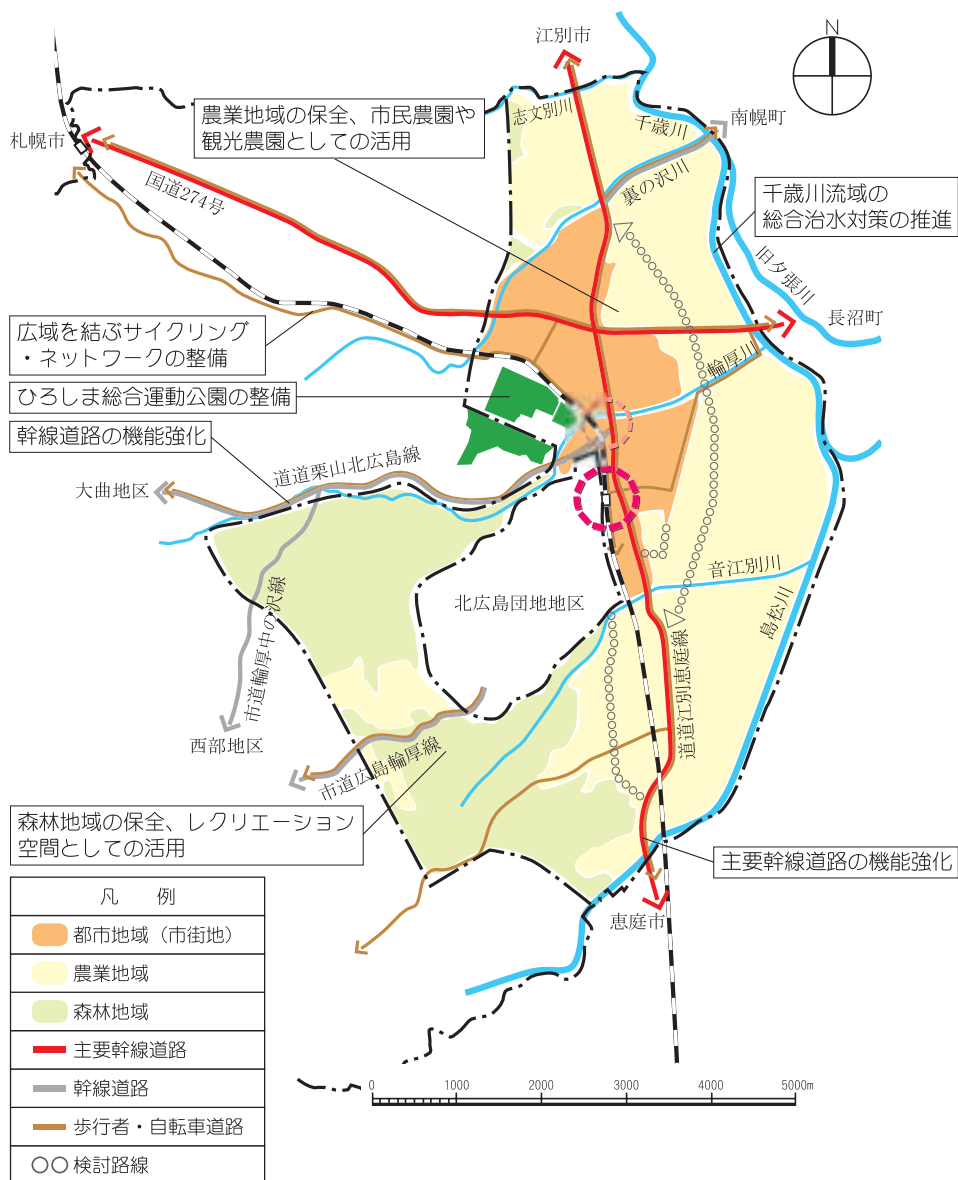 江別市
N
農業地域の保全、市民農園や
観光農園としての活用
志文別川
千歳川
南幌町
札幌市
国道274号
裏の沢川
千歳川流域の
総合治水対策の推進
旧夕張川
長沼町
広域を結ぶサイクリング
・ネットワークの整備
輪厚川
ひろしま総合運動公園の整備
幹線道路の機能強化
道道栗山北広島線
大曲地区
音江別川
北広島団地地区
島松川
市道輪厚中の沢線
道道江別恵庭線
西部地区
市道広島輪厚線
森林地域の保全、レクリエーション
空間としての活用
主要幹線道路の機能強化
恵庭市
凡 例
都市地域（市街地）
農業地域
森林地域
主要幹線道路
幹線道路
歩行者・自転車道路
検討路線
0 1000 2000 3000 4000 5000m